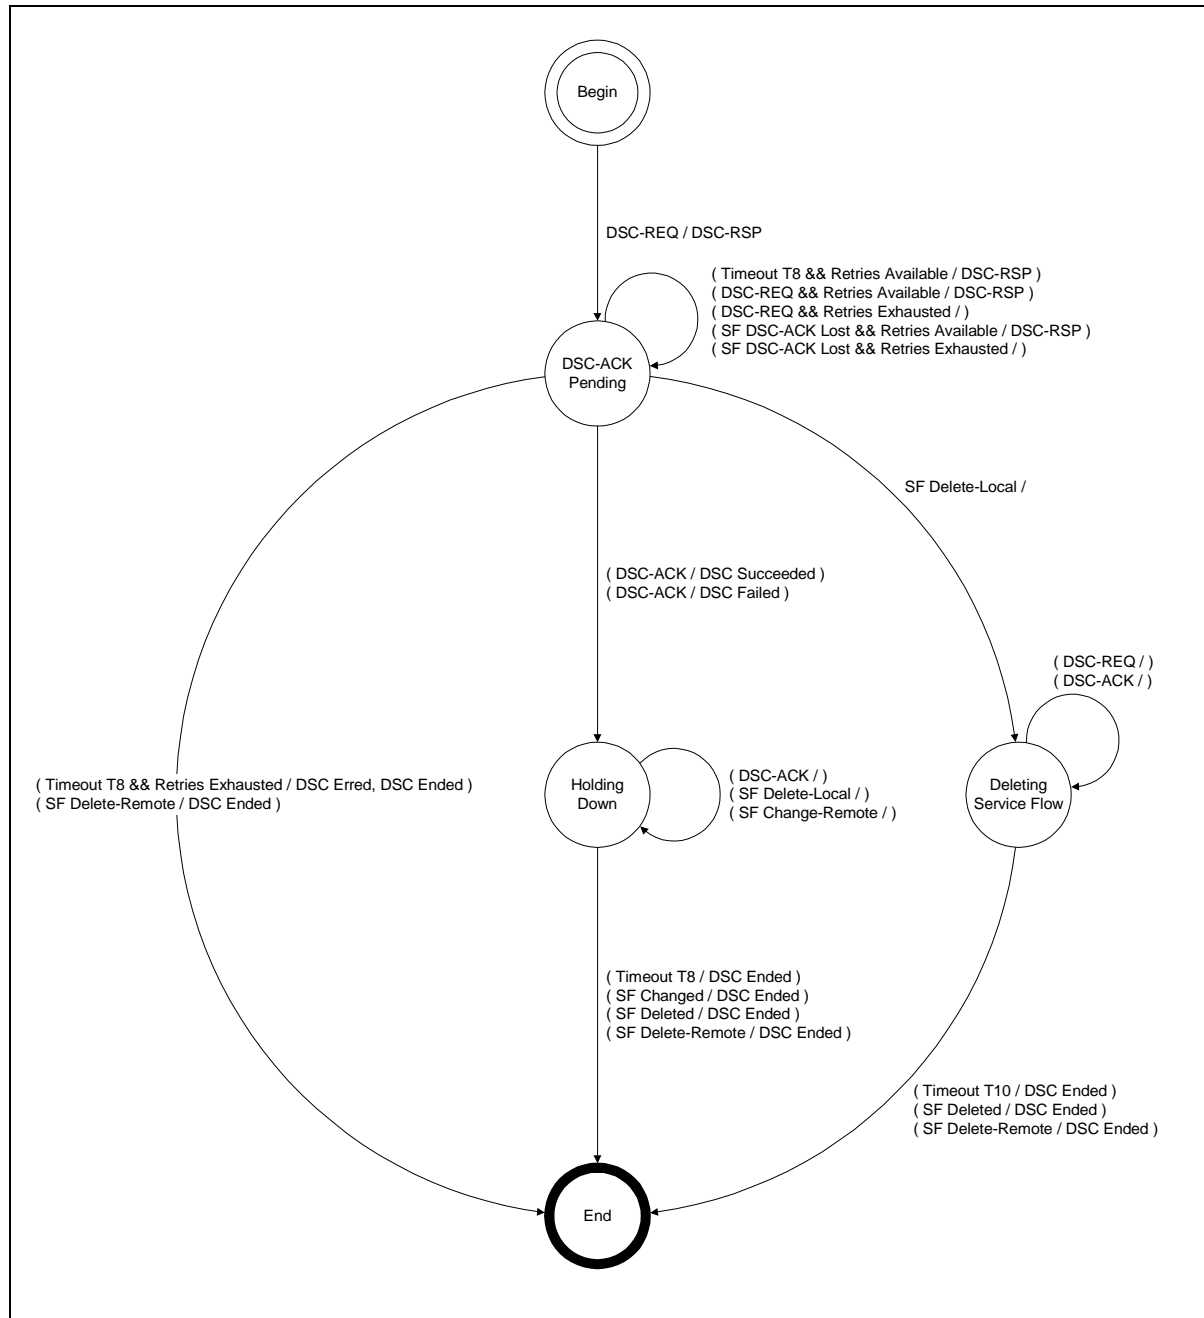 Begin
DSC-REQ / DSC-RSP
( Timeout T8 && Retries Available / DSC-RSP )
( DSC-REQ && Retries Available / DSC-RSP )
( DSC-REQ && Retries Exhausted / )
( SF DSC-ACK Lost && Retries Available / DSC-RSP )
( SF DSC-ACK Lost && Retries Exhausted / )
DSC-ACK
Pending
SF Delete-Local /
( DSC-ACK / DSC Succeeded )
( DSC-ACK / DSC Failed )
( DSC-REQ / )
( DSC-ACK / )
( Timeout T8 && Retries Exhausted / DSC Erred, DSC Ended )
( SF Delete-Remote / DSC Ended )
Holding
Down
( DSC-ACK / )
( SF Delete-Local / )
( SF Change-Remote / )
Deleting
Service Flow
( Timeout T8 / DSC Ended )
( SF Changed / DSC Ended )
( SF Deleted / DSC Ended )
( SF Delete-Remote / DSC Ended )
( Timeout T10 / DSC Ended )
( SF Deleted / DSC Ended )
( SF Delete-Remote / DSC Ended )
End